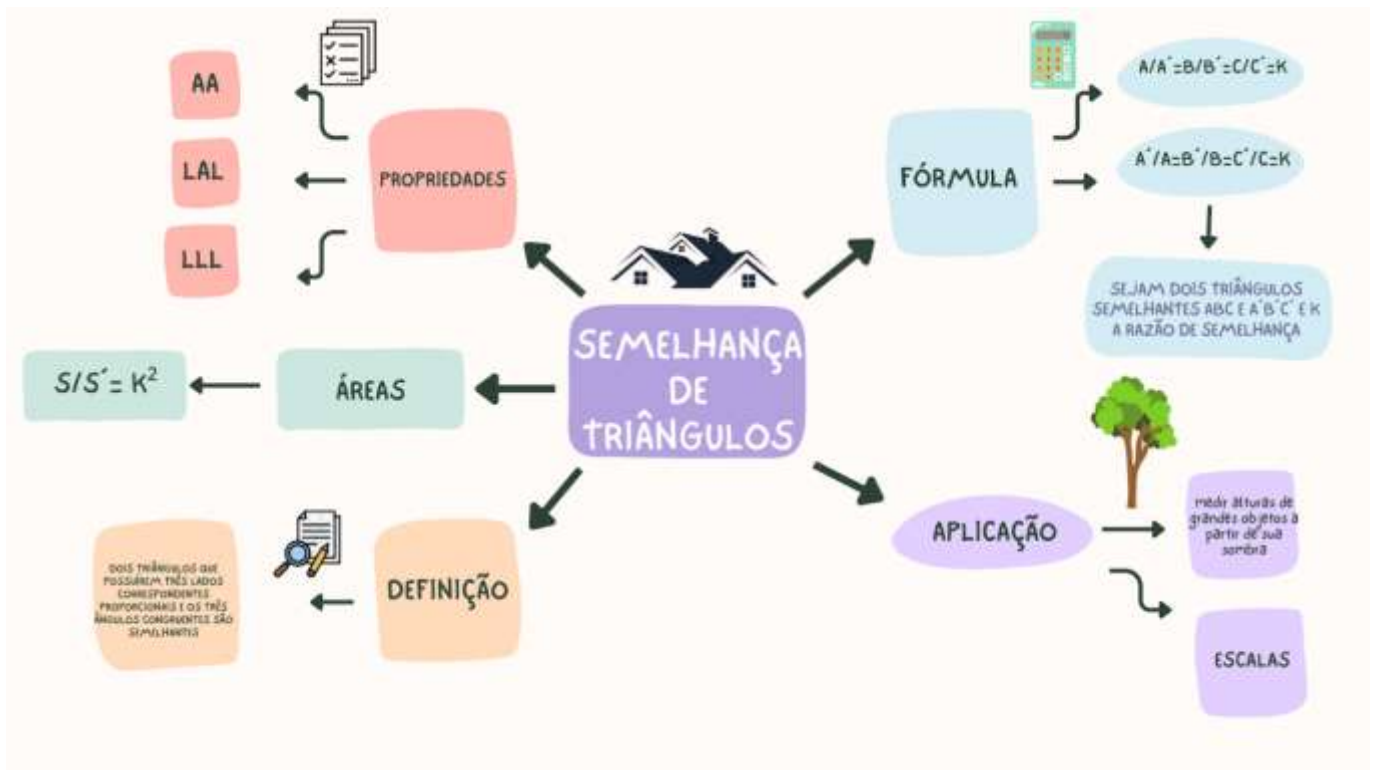 SEMELHANÇA
DE
TRIÂNGULOS
PROPRIEDADES
AA
LAL
LLL
ÁREAS
S/S´= K²
DEFINIÇÃO
DOIS TRIÂNGULOS QUE
POSSUIREM TRÊS LADOS
CORRESPONDENTES
PROPORCIONAIS E OS TRÊS
ÂNGULOS CONGRUENTES SÃO
SEMELHANTES
FÓRMULA
A/A´=B/B´=C/C´=K
A´/A=B´/B=C´/C=K
SEJAM DOIS TRIÂNGULOS
SEMELHANTES ABC E A´B´C´ E K
A RAZÃO DE SEMELHANÇA
APLICAÇÃO
medir alturas de
grandes objetos à
partir de sua
sombra
ESCALAS